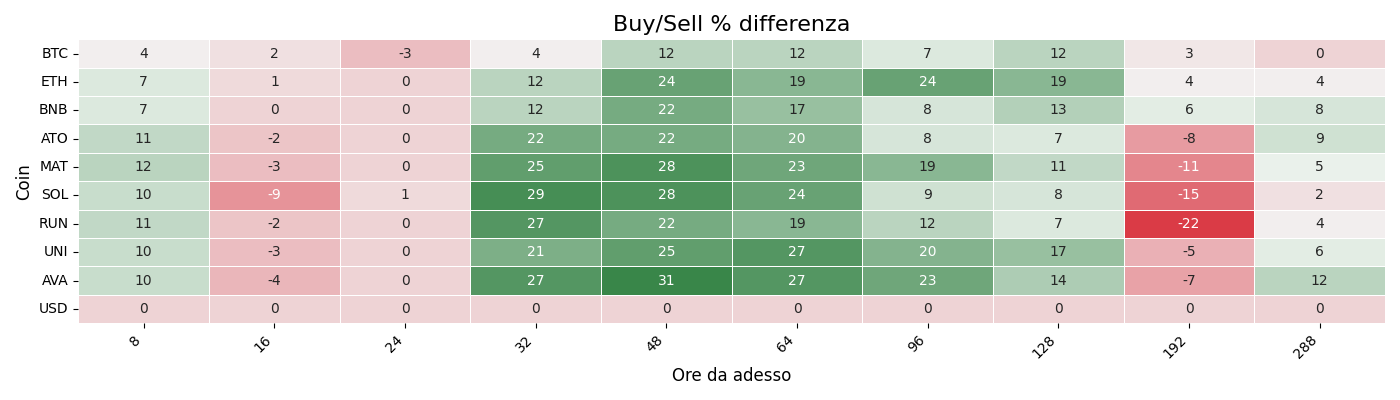 Buy/Sell % differenza
Coin
BTC 4 2 -3 4 12 12 7 12 3 0
ETH 7 1 0 12 24 19 24 19 4 4
BNB 7 0 0 12 22 17 8 13 6 8
ATO 11 -2 0 22 22 20 8 7 -8 9
MAT 12 -3 0 25 28 23 19 11 -11 5
SOL 10 -9 1 29 28 24 9 8 -15 2
RUN 11 -2 0 27 22 19 12 7 -22 4
UNI 10 -3 0 21 25 27 20 17 -5 6
AVA 10 -4 0 27 31 27 23 14 -7 12
USD 0 0 0 0 0 0 0 0 0 0
8 16 24 32 48 64 96 128 192 288
Ore da adesso